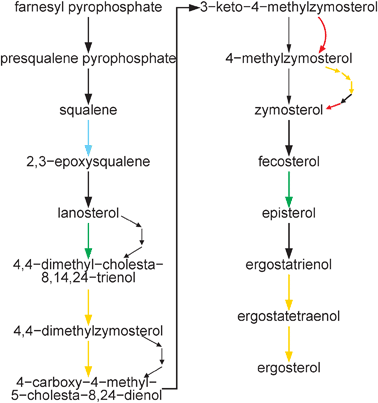 farnesyl pyrophosphate
presqualene pyrophosphate
squalene
2,3-epoxysqualene
lanosterol
4,4-dimethyl-cholesta-
8,14,24-trienol
4,4-dimethylzymosterol
4-carboxy-4-methyl-
5-cholesta-8,24-dienol
3-keto-4-methylzymosterol
4-methylzymosterol
zymosterol
fecosterol
episterol
ergostatrienol
ergostatetraenol
ergosterol